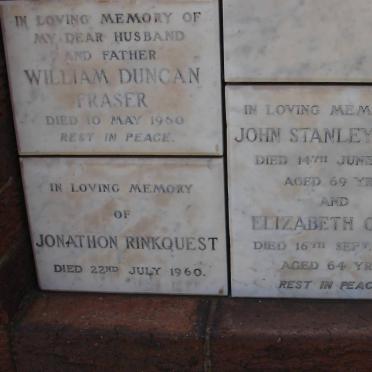 IN LOVING MEMORY OF
MY DEAR HUSBAND
AND FATHER
WILLIAM DUNCAN
FRASER
DIED 10 MAY 1960
REST IN PEACE.
IN LOVING MEMORY
OF
JONATHON RINKQUEST
DIED 22ND JULY 1960.
IN LOVING
JOHN STANLEY
DIED 14TH JUNE
AGED 69
AND
ELIZABETH
DIED 16TH SEPT
AGED 64
REST IN